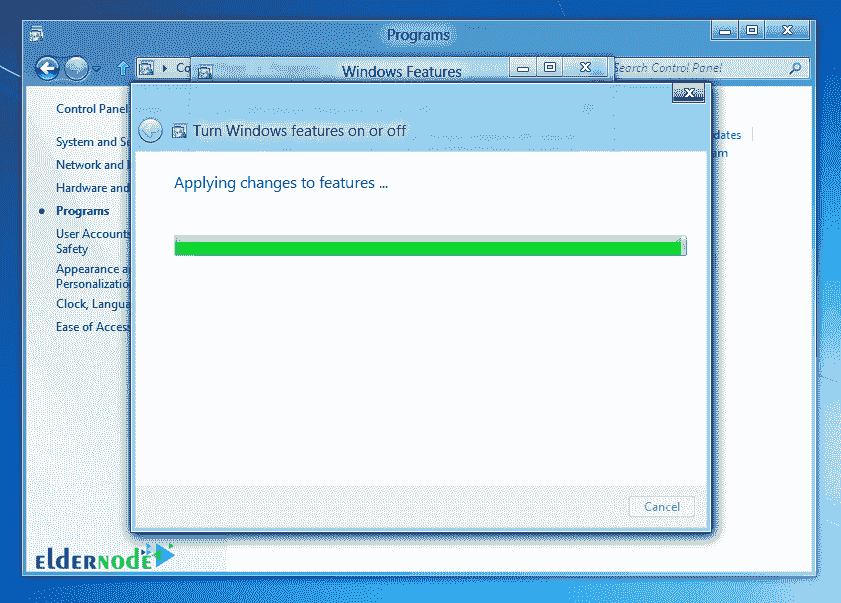 Programs
Windows Features
Search Control Panel
Turn Windows features on or off
Applying changes to features ...
Control Panel
System and Se
Network and I
Hardware and
Programs
User Accounts
Safety
Appearance a
Personalizatio
Clock, Langua
Ease of Access
dates
am
Cancel
eldernode